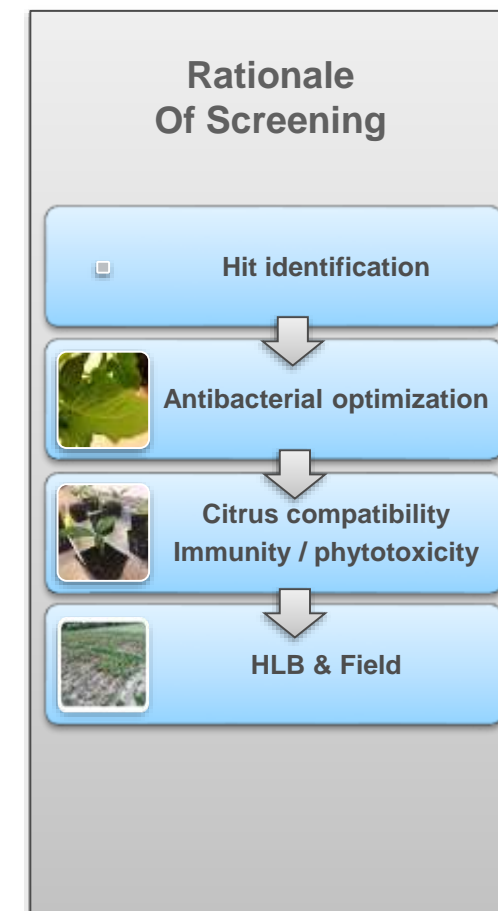 Rationale
Of Screening
Hit identification
Antibacterial optimization
Citrus compatibility
Immunity / phytotoxicity
HLB & Field